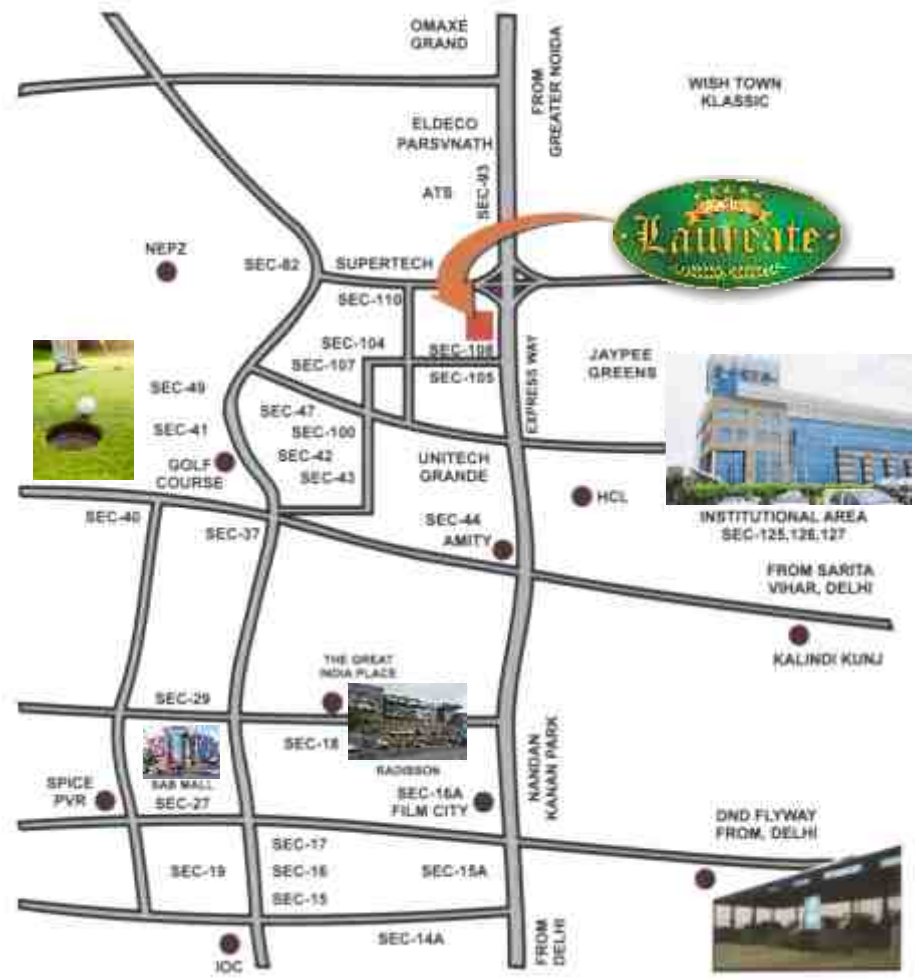 OMAXE
GRAND
FROM
GREATER NOIDA
WISH TOWN
KLASSIC
ELDECO
PARSVNATH
ATS
SEC-93
Laureate
NEPZ
SEC-82
SUPERTECH
SEC-110
SEC-104
SEC-107
SEC-108
SEC-105
EXPRESS WAY
JAYPEE
GREENS
SEC-49
SEC-41
SEC-47
SEC-100
SEC-42
SEC-43
GOLF
COURSE
UNITECH
GRANDE
HCL
SEC-40
SEC-37
SEC-44
AMITY
INSTITUTIONAL AREA
SEC-125,126,127
FROM SARITA
VIHAR, DELHI
KALINDI KUNJ
THE GREAT
INDIA PLACE
SEC-29
SEC-18
RADISSON
SAB MALL
SEC-27
SPICE
PVR
SEC-16A
FILM CITY
NANDAN
KANAN PARK
DND FLYWAY
FROM, DELHI
SEC-17
SEC-19
SEC-16
SEC-15A
SEC-15
SEC-14A
FROM
DELHI
IOC